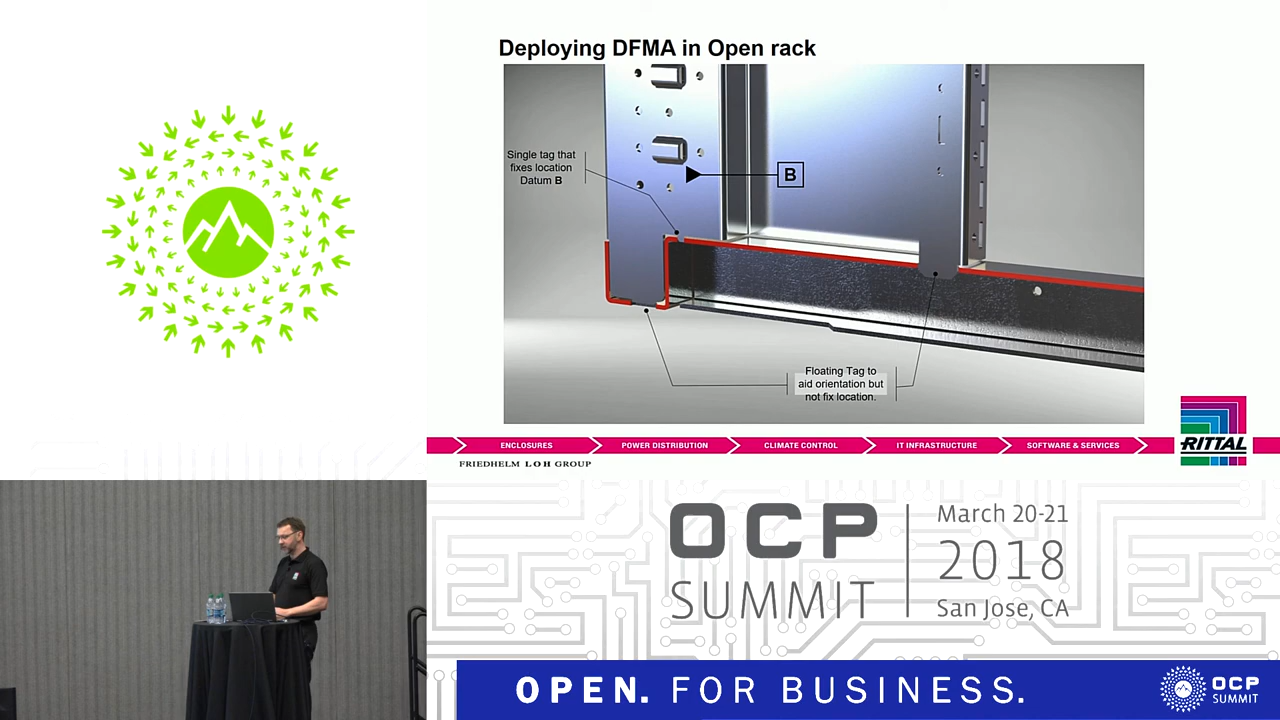 Deploying DFMA in Open rack
Single tag that
fixes location
Datum B
B
Floating Tag to
aid orientation but
not fix location.
ENCLOSURES
POWER DISTRIBUTION
CLIMATE CONTROL
IT INFRASTRUCTURE
SOFTWARE & SERVICES
RITTAL
FRIEDHELM LOH GROUP
OCP
SUMMIT
March 20-21
2018
San Jose, CA
OPEN. FOR BUSINESS.
OCP
SUMMIT